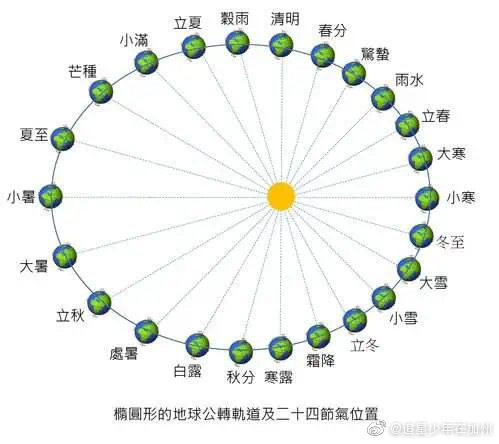 穀雨
清明
立夏
春分
小滿
驚蟄
芒種
雨水
立春
夏至
大寒
小暑
小寒
冬至
大暑
大雪
立秋
小雪
處暑
立冬
霜降
白露
秋分
寒露
橢圓形的地球公轉軌道及二十四節氣位置
@追星少年在加州